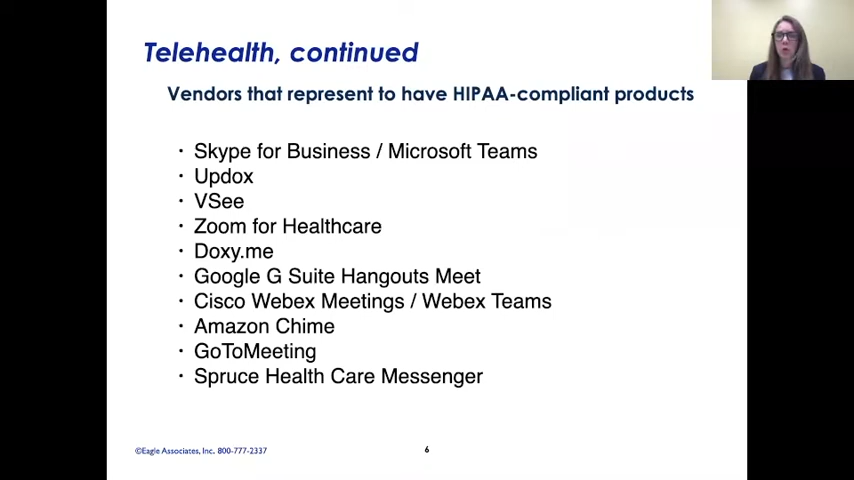 Telehealth, continued
Vendors that represent to have HIPAA-compliant products
· Skype for Business / Microsoft Teams
· Updox
· VSee
· Zoom for Healthcare
· Doxy.me
· Google G Suite Hangouts Meet
· Cisco Webex Meetings / Webex Teams
· Amazon Chime
· GoToMeeting
· Spruce Health Care Messenger
©Eagle Associates, Inc. 800-777-2337
6